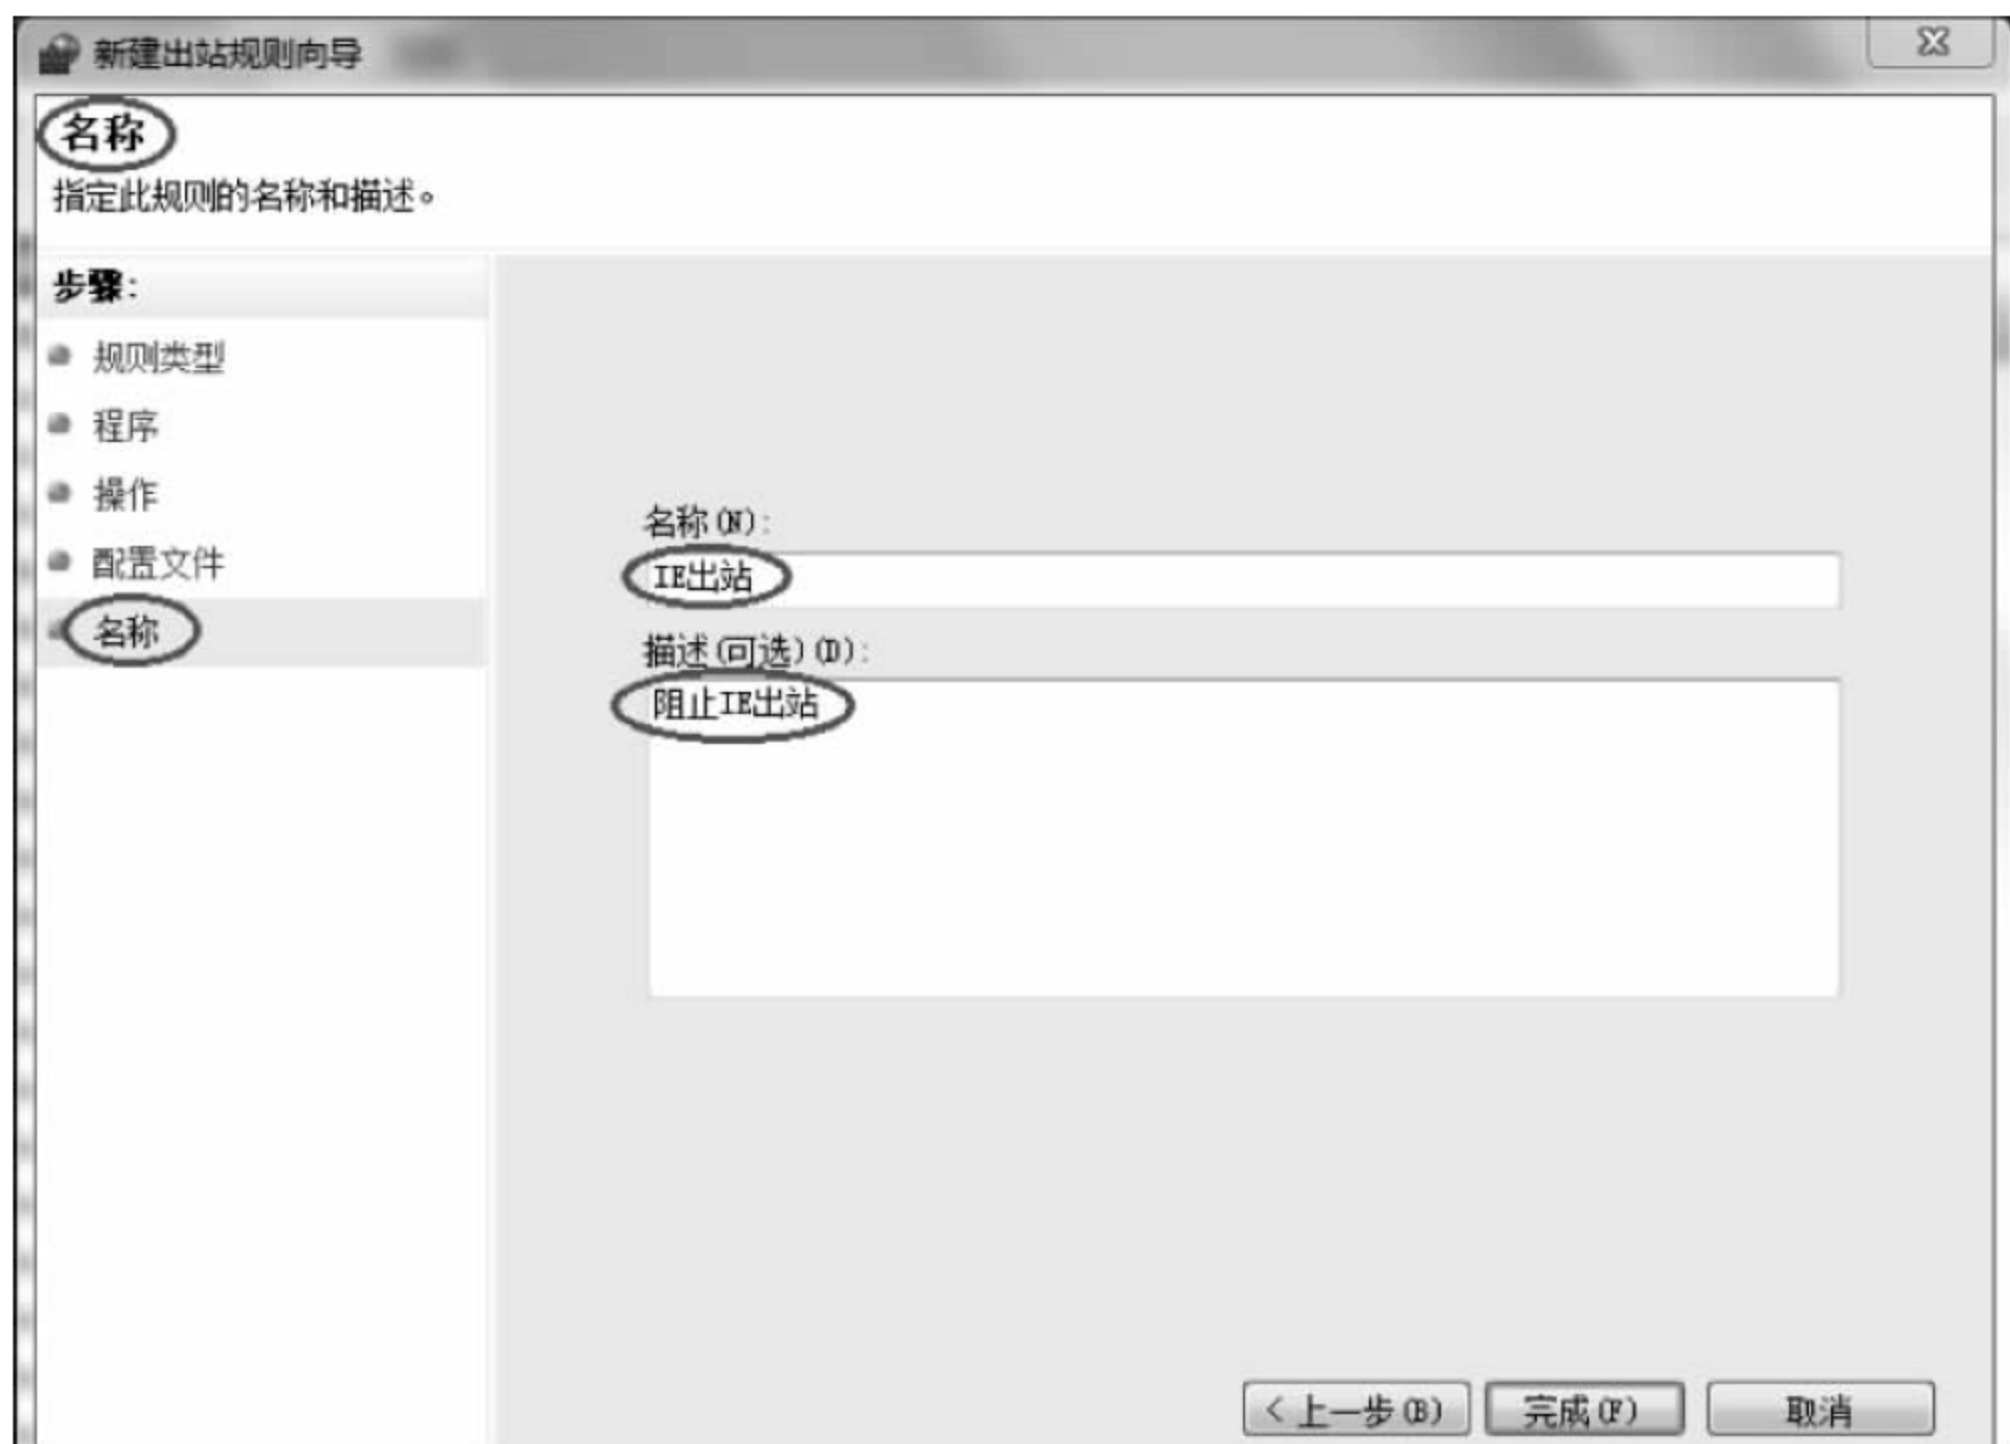 新建出站规则向导
名称
指定此规则的名称和描述。
步骤:
规则类型
程序
操作
配置文件
名称
名称(N):
IE出站
描述(可选)(D):
阻止IE出站
<上一步(B)
完成(F)
取消